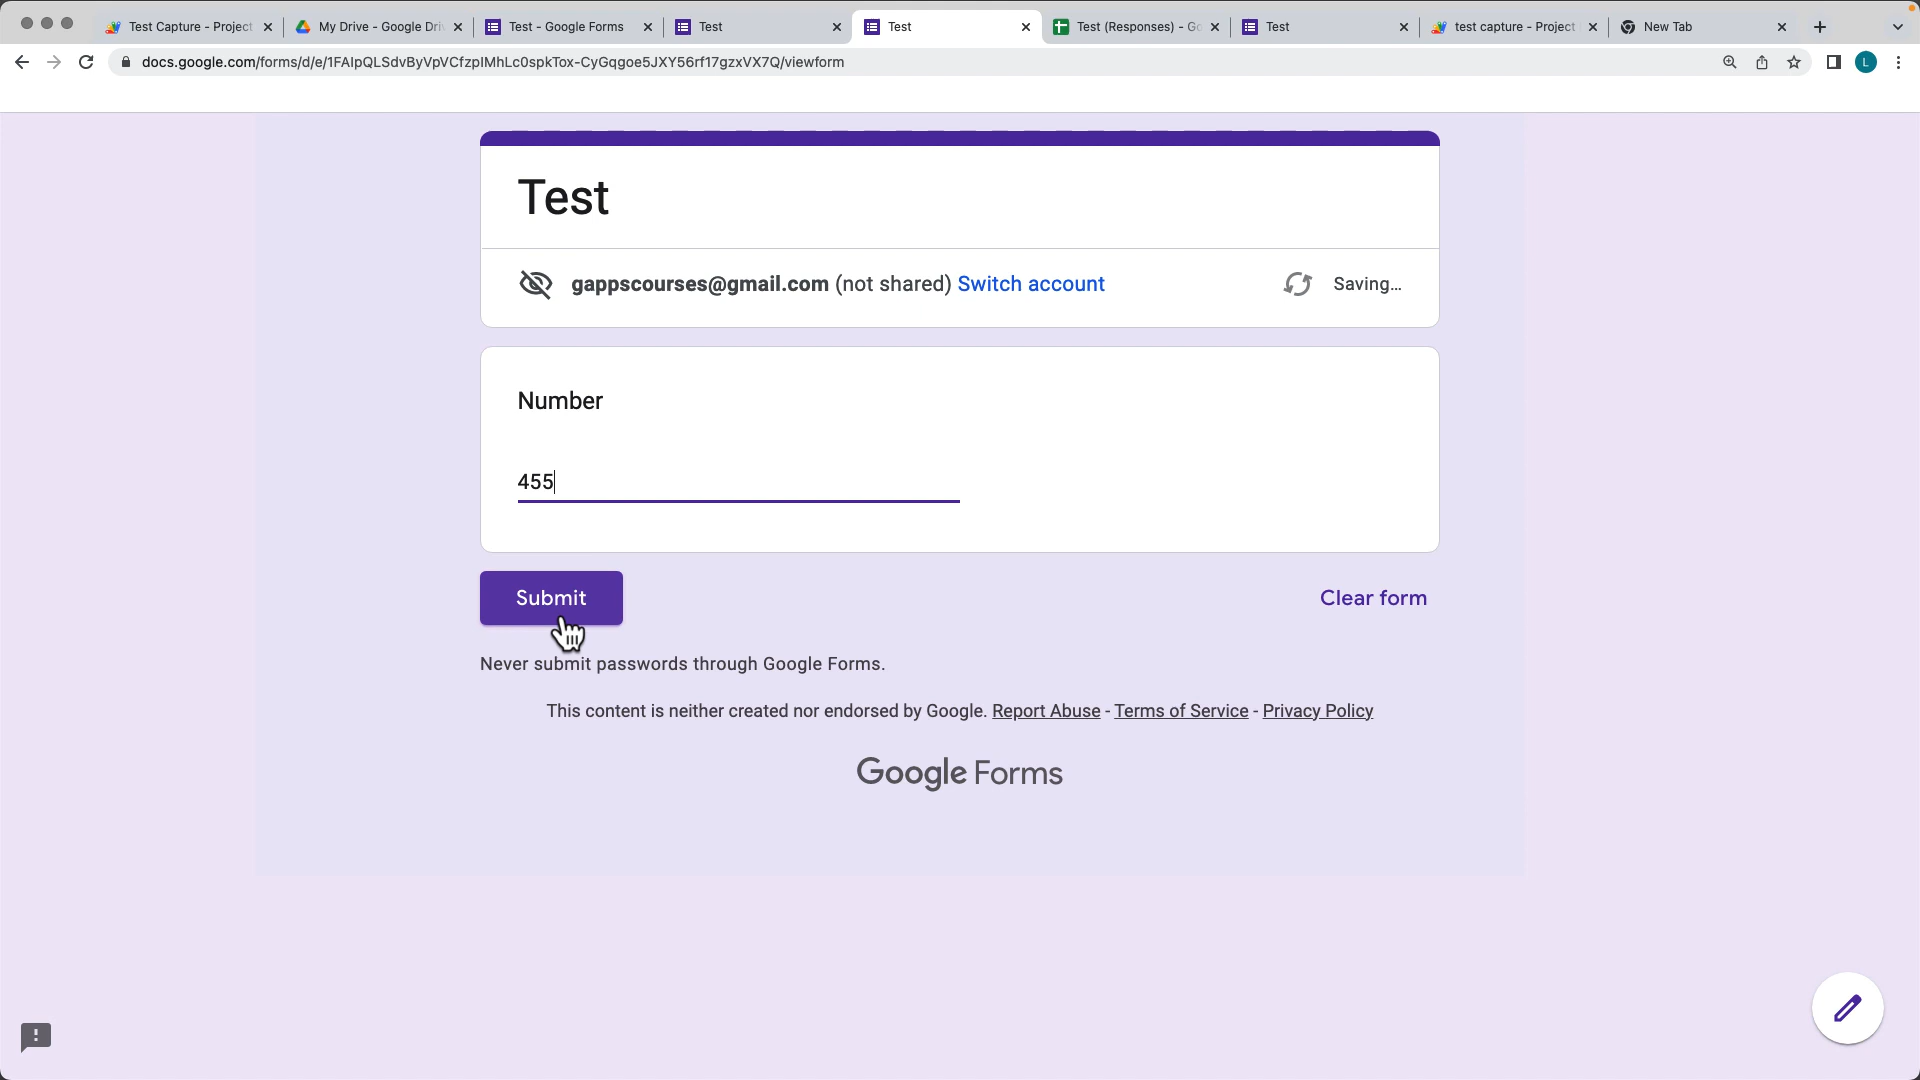 Test Capture - Project
My Drive - Google Dri
Test - Google Forms
Test
Test
Test (Responses) - Go
Test
test capture - Project
New Tab
docs.google.com/forms/d/e/1FAIpQLSdvByVpVCfzpIMhLc0spkTox-CyGqgoe5JXY56rf17gzxVX7Q/viewform
L
Test
gappscourses@gmail.com (not shared) Switch account
Saving...
Number
455
Submit
Clear form
Never submit passwords through Google Forms.
This content is neither created nor endorsed by Google. Report Abuse - Terms of Service - Privacy Policy
Google Forms